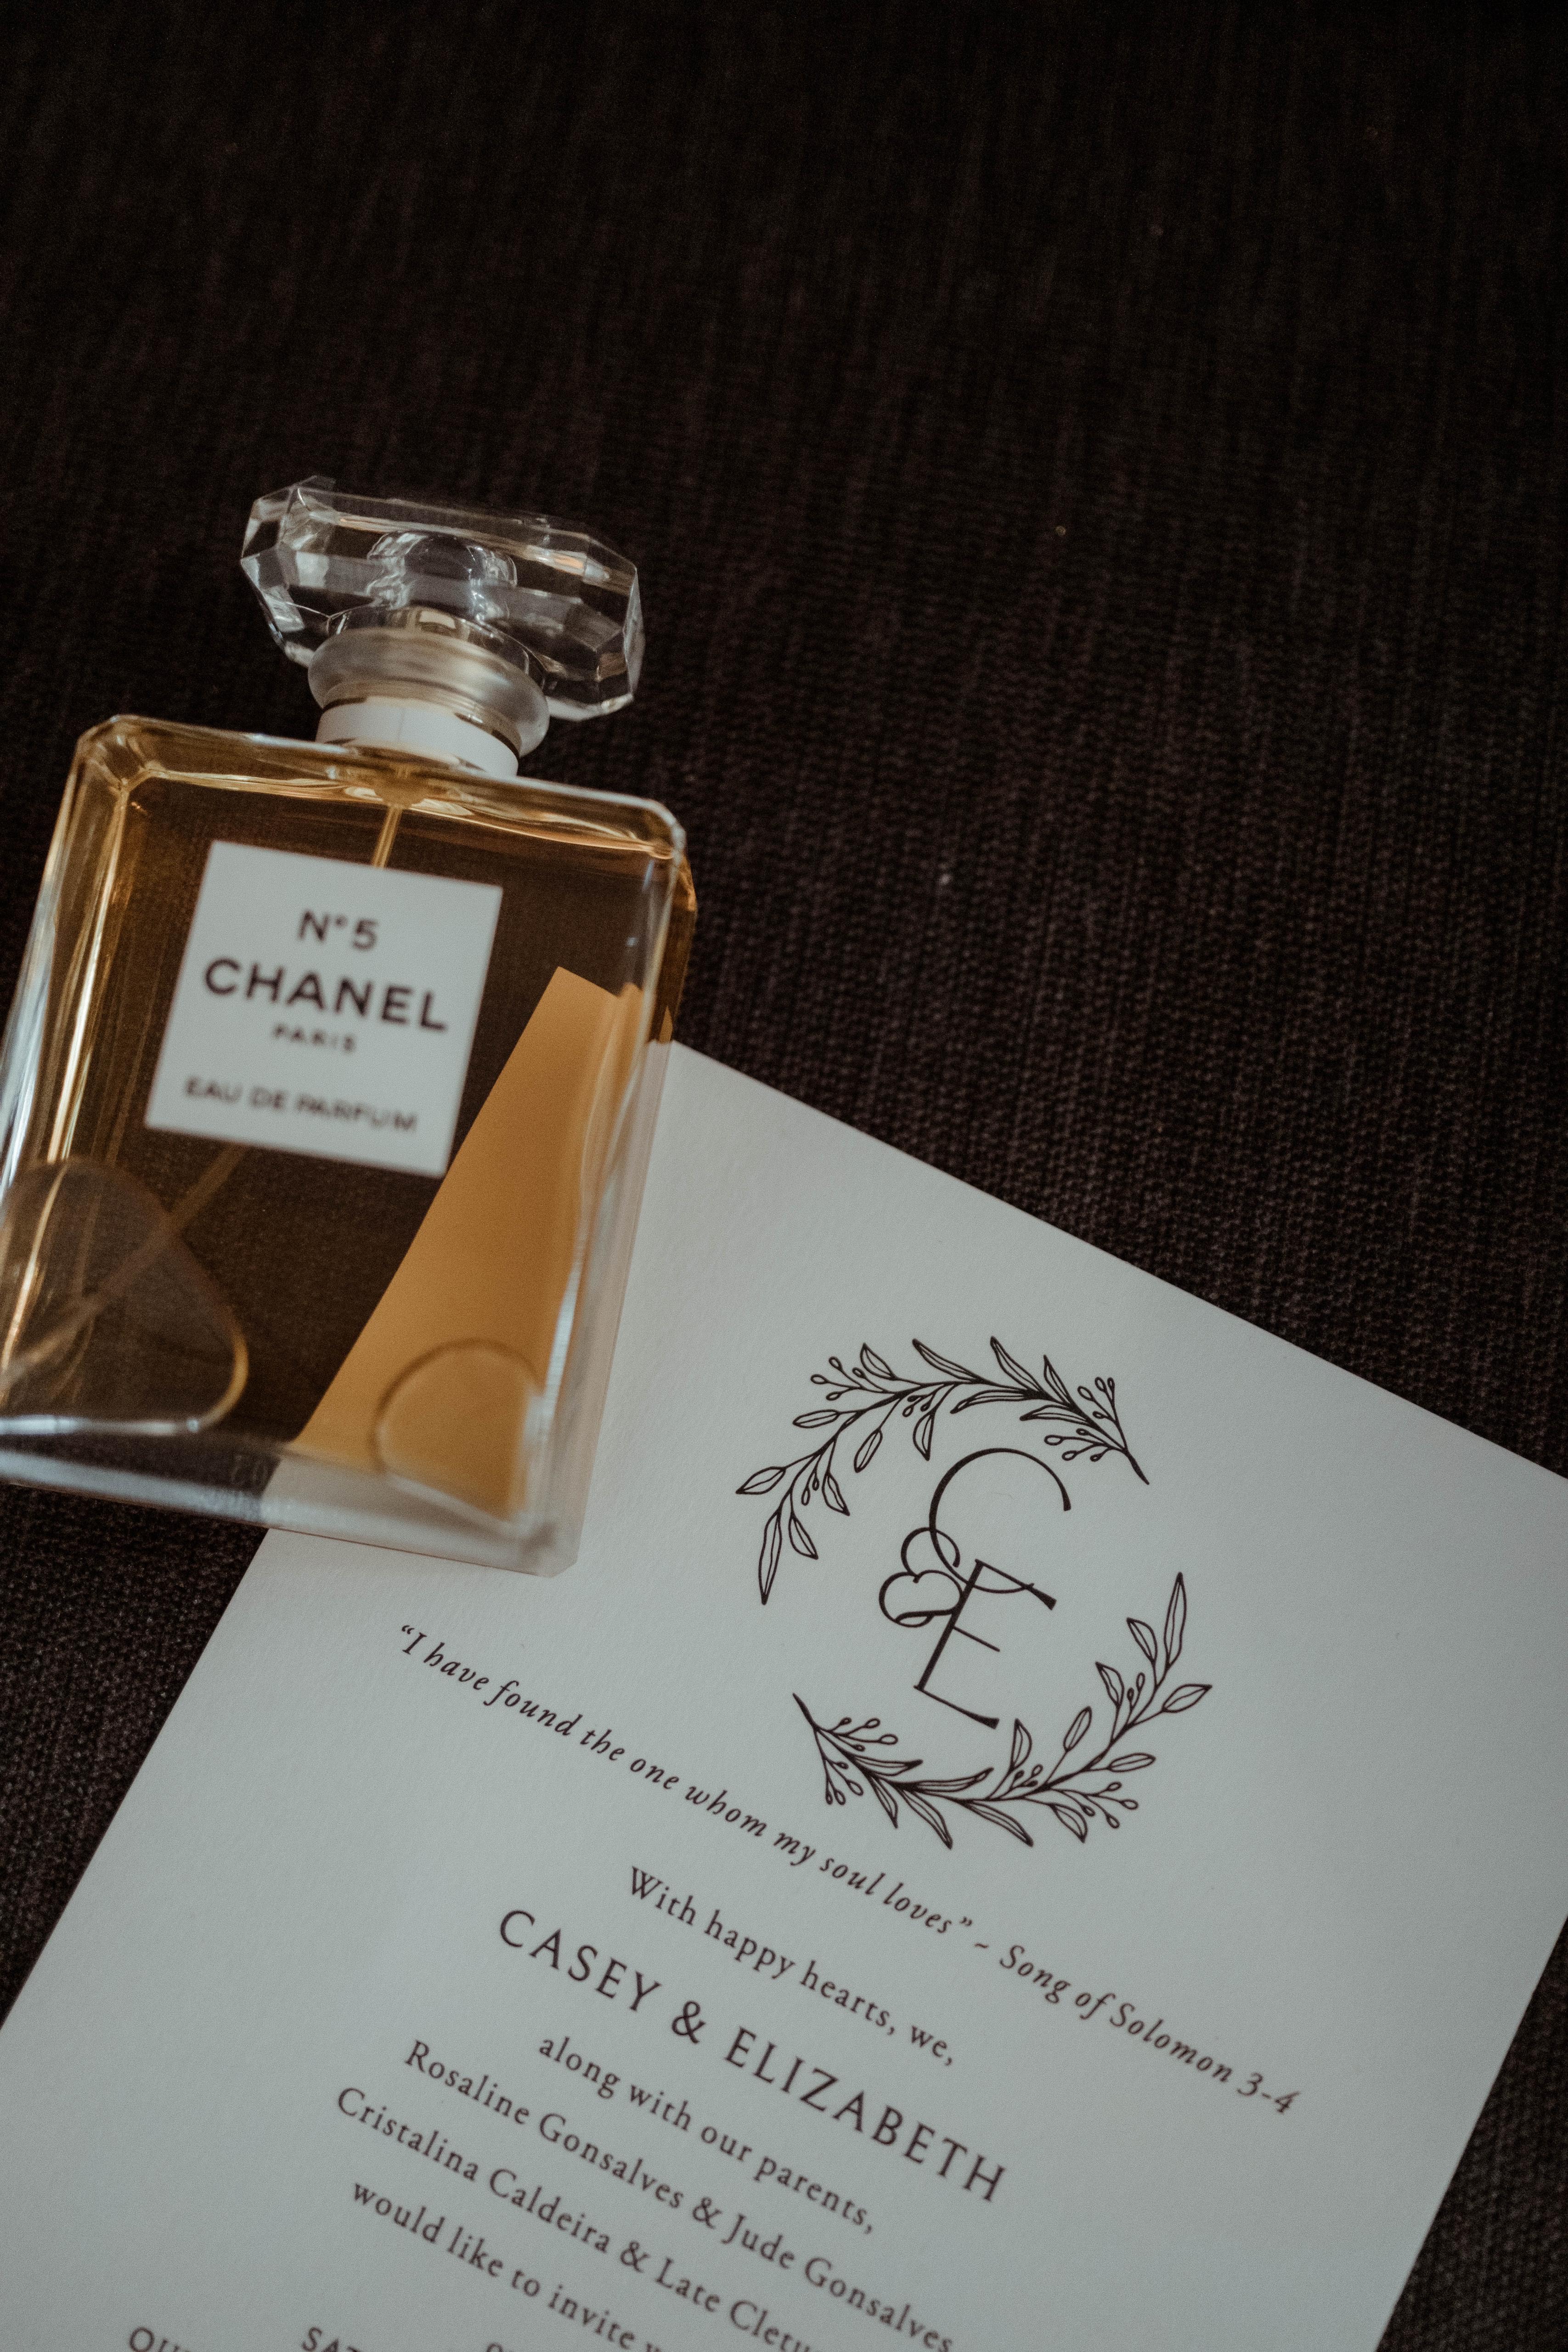 N°5
CHANEL
PARIS
EAU DE PARFUM
C
&
E
“I have found the one whom my soul loves” ~ Song of Solomon 3-4
With happy hearts, we,
CASEY & ELIZABETH
along with our parents,
Rosaline Gonsalves & Jude Gonsalves
Cristalina Caldeira & Late
would like to invite